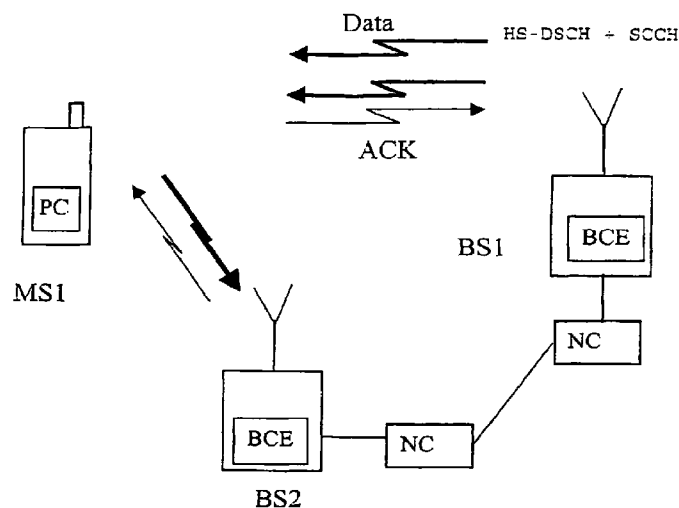 Data
HS-DSCH + SCCH
ACK
PC
BCE
BS1
MS1
NC
BCE
NC
BS2